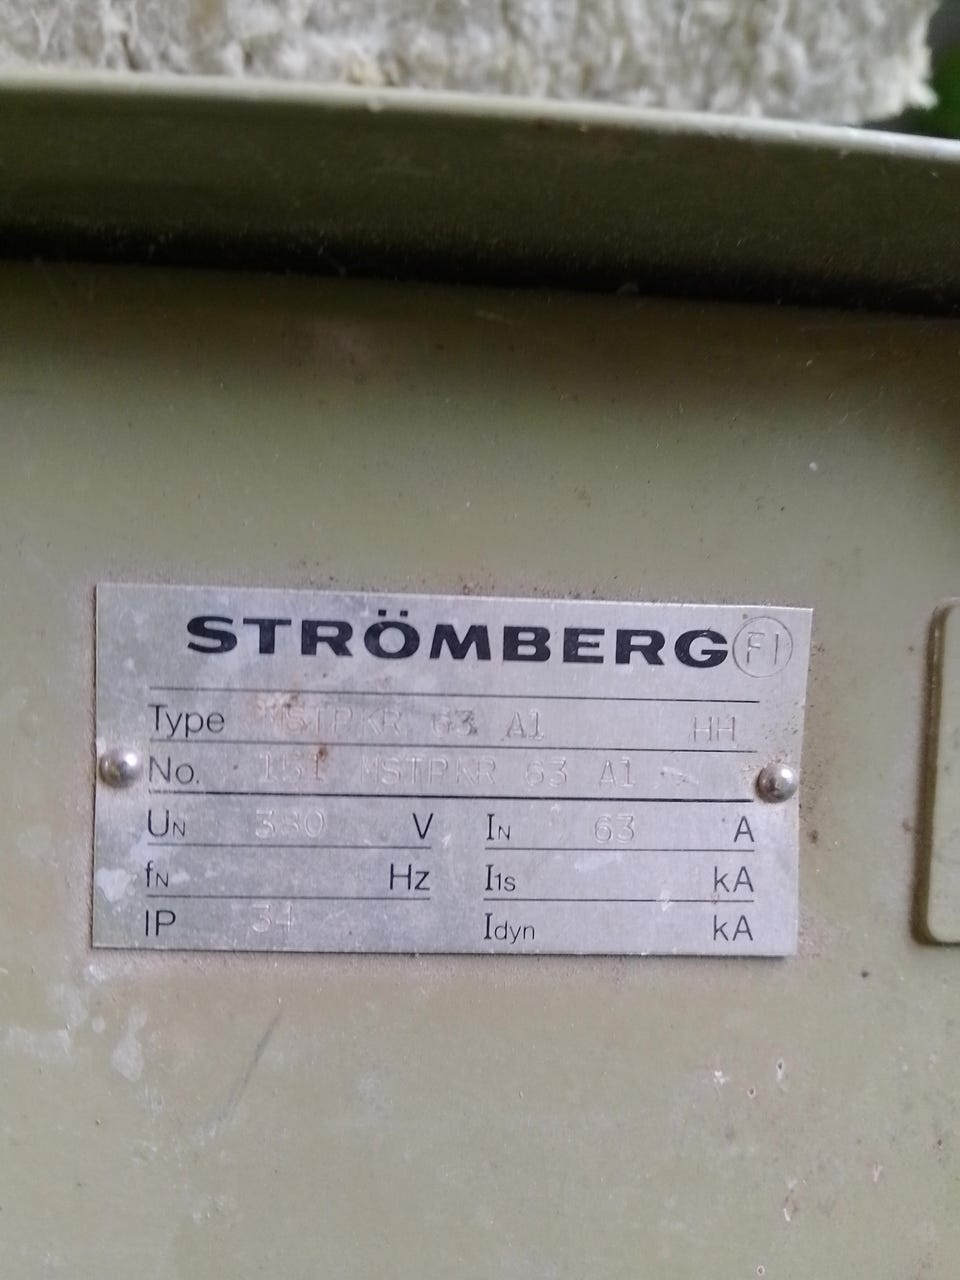 STRÖMBERG FI
Type MSTPKR 63 A1 HH
No. 151 MSTPKR 63 A1
UN 380 V IN 63 A
fN Hz I1s kA
IP 34 Idyn kA